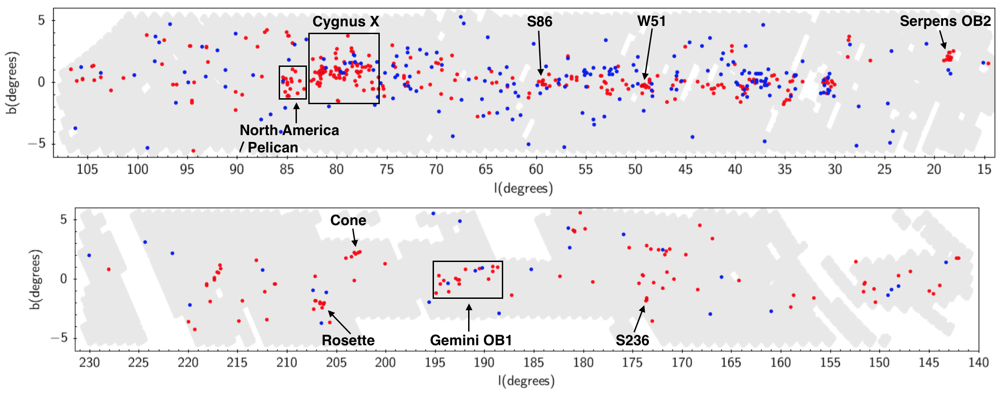 Cygnus X
S86
W51
Serpens OB2
North America
/ Pelican
5
0
−5
b(degrees)
105 100 95 90 85 80 75 70 65 60 55 50 45 40 35 30 25 20 15
l(degrees)
Cone
Rosette
Gemini OB1
S236
5
0
−5
b(degrees)
230 225 220 215 210 205 200 195 190 185 180 175 170 165 160 155 150 145 140
l(degrees)